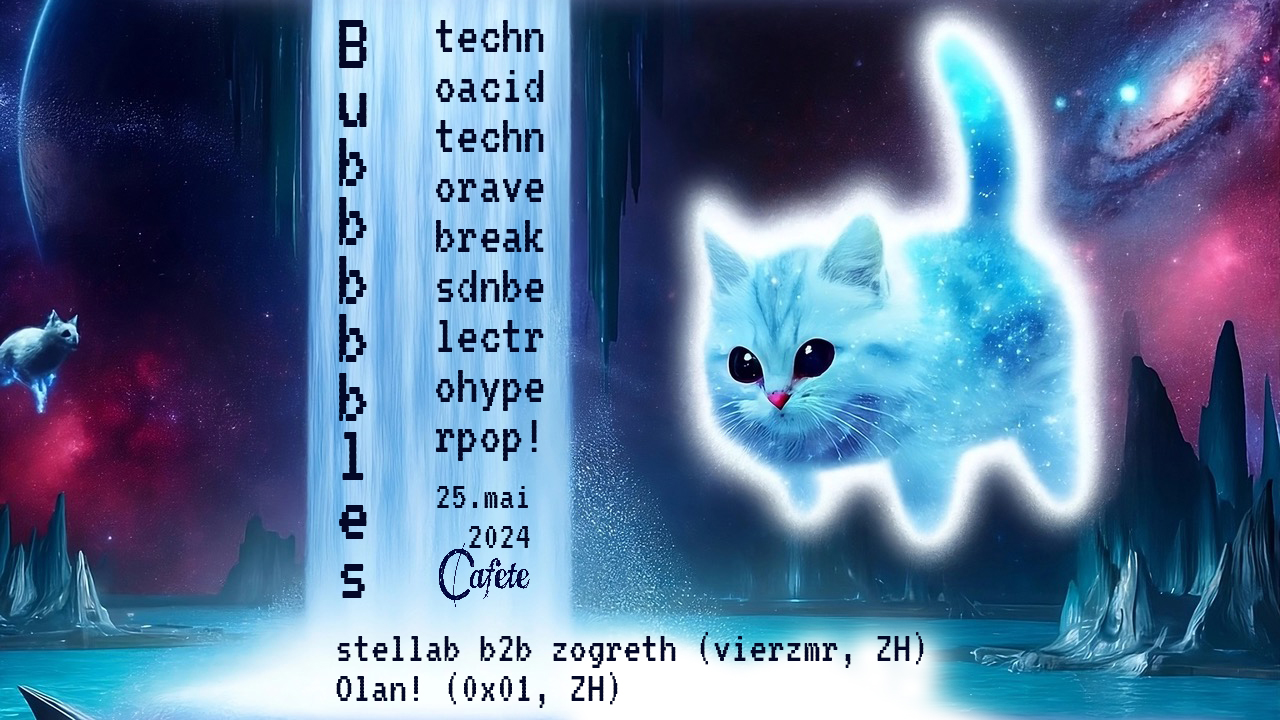 Bubbbbbles
techn
oacid
techn
orave
break
sdnbe
lectr
ohype
rpop!
25.mai
2024
Cafete
stellab b2b zogreth (vierzmr, ZH)
Olan! (0x01, ZH)